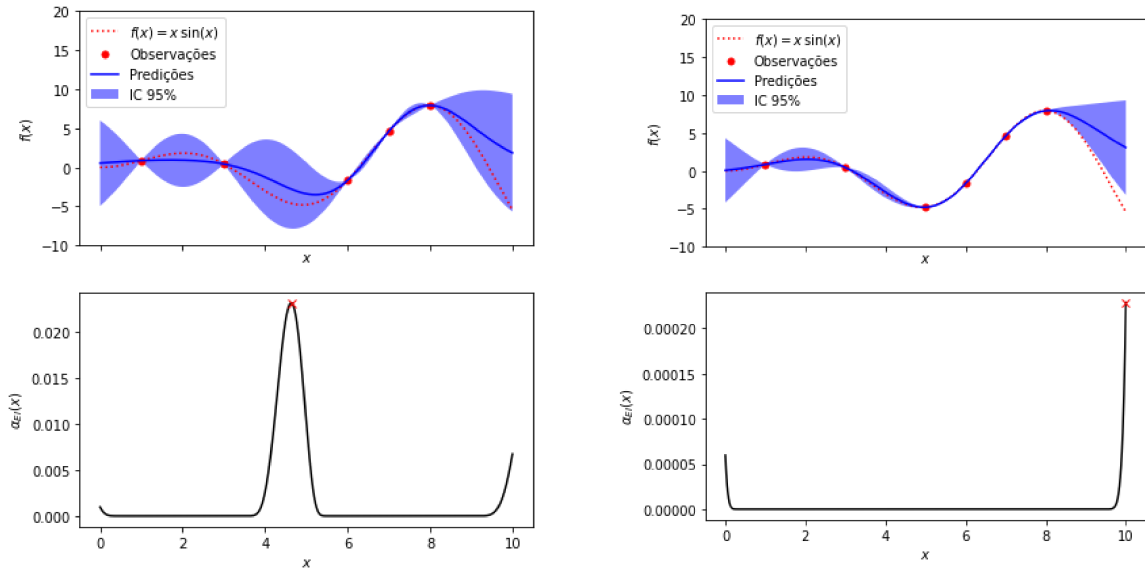 20
15
10
5
0
−5
−10
f(x)
x
f(x) = x sin(x)
Observações
Predições
IC 95%
20
15
10
5
0
−5
−10
f(x)
x
f(x) = x sin(x)
Observações
Predições
IC 95%
0.020
0.015
0.010
0.005
0.000
α_EI(x)
0 2 4 6 8 10
x
0.00020
0.00015
0.00010
0.00005
0.00000
α_EI(x)
0 2 4 6 8 10
x